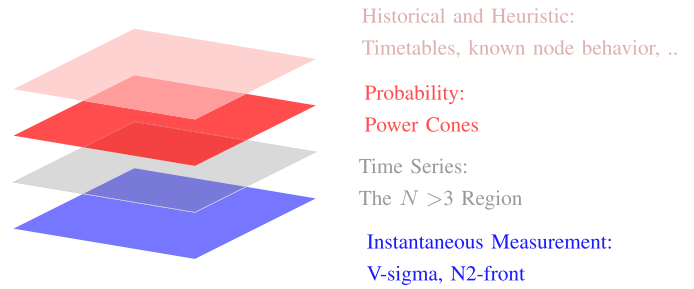 Historical and Heuristic:
Timetables, known node behavior, ..
Probability:
Power Cones
Time Series:
The N >3 Region
Instantaneous Measurement:
V-sigma, N2-front